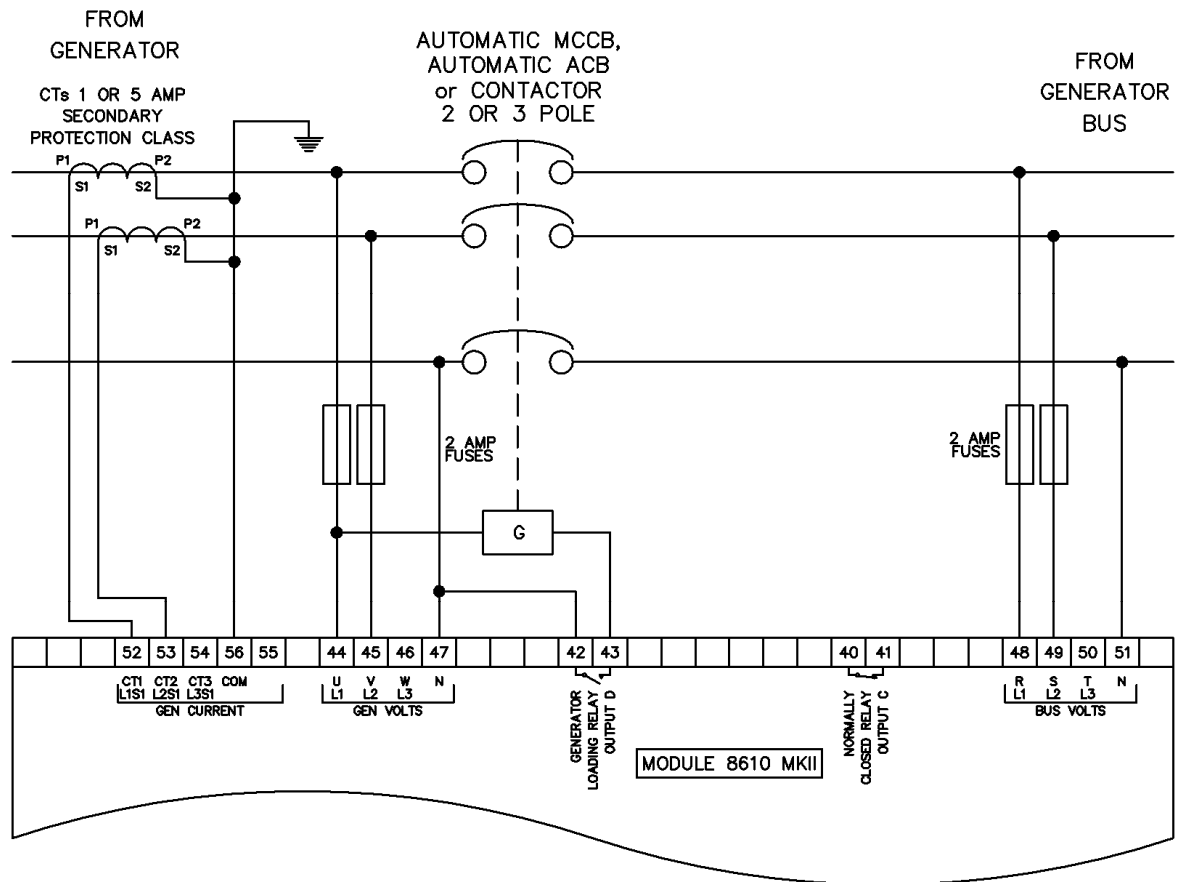 FROM
GENERATOR
CTs 1 OR 5 AMP
SECONDARY
PROTECTION CLASS
AUTOMATIC MCCB,
AUTOMATIC ACB
or CONTACTOR
2 OR 3 POLE
FROM
GENERATOR
BUS
P1 P2
S1 S2
P1 P2
S1 S2
2 AMP
FUSES
2 AMP
FUSES
G
52 53 54 56 55 44 45 46 47 42 43 40 41 48 49 50 51
CT1 CT2 CT3 COM
L1S1 L2S1 L3S1
GEN CURRENT
U V W N
L1 L2 L3
GEN VOLTS
GENERATOR
LOADING RELAY
OUTPUT D
NORMALLY
CLOSED RELAY
OUTPUT C
R S T N
L1 L2 L3
BUS VOLTS
MODULE 8610 MKII